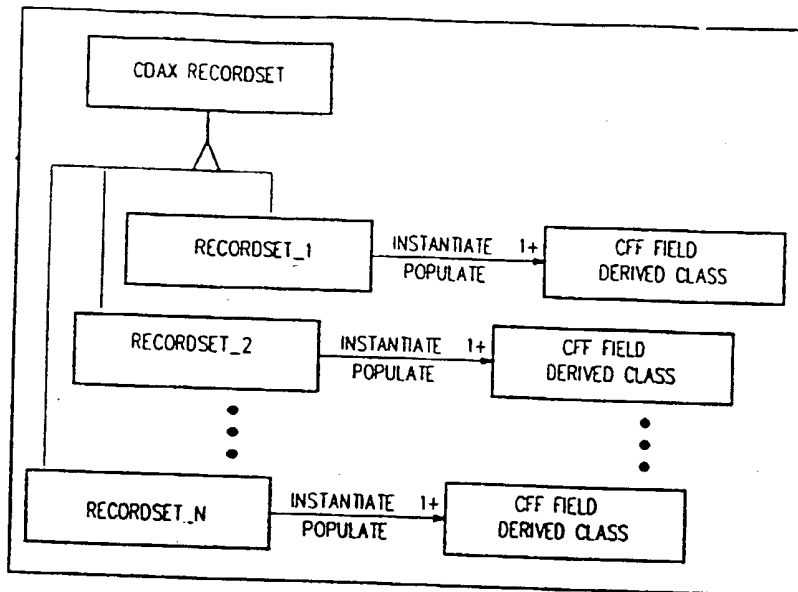 CDAX RECORDSET
RECORDSET_1
INSTANTIATE 1+
POPULATE
CFF FIELD
DERIVED CLASS
RECORDSET_2
INSTANTIATE 1+
POPULATE
CFF FIELD
DERIVED CLASS
RECORDSET_N
INSTANTIATE 1+
POPULATE
CFF FIELD
DERIVED CLASS